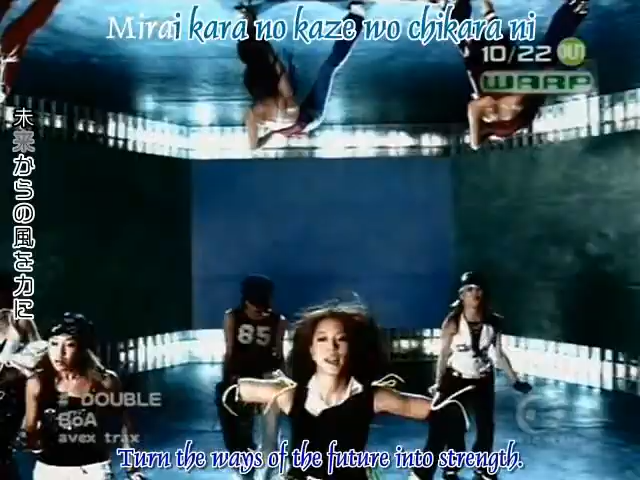 Mirai kara no kaze wo chikara ni
10/22 OUT
WARP
未来からの風を力に
85
# DOUBLE
BoA
avex trax
Turn the ways of the future into strength.